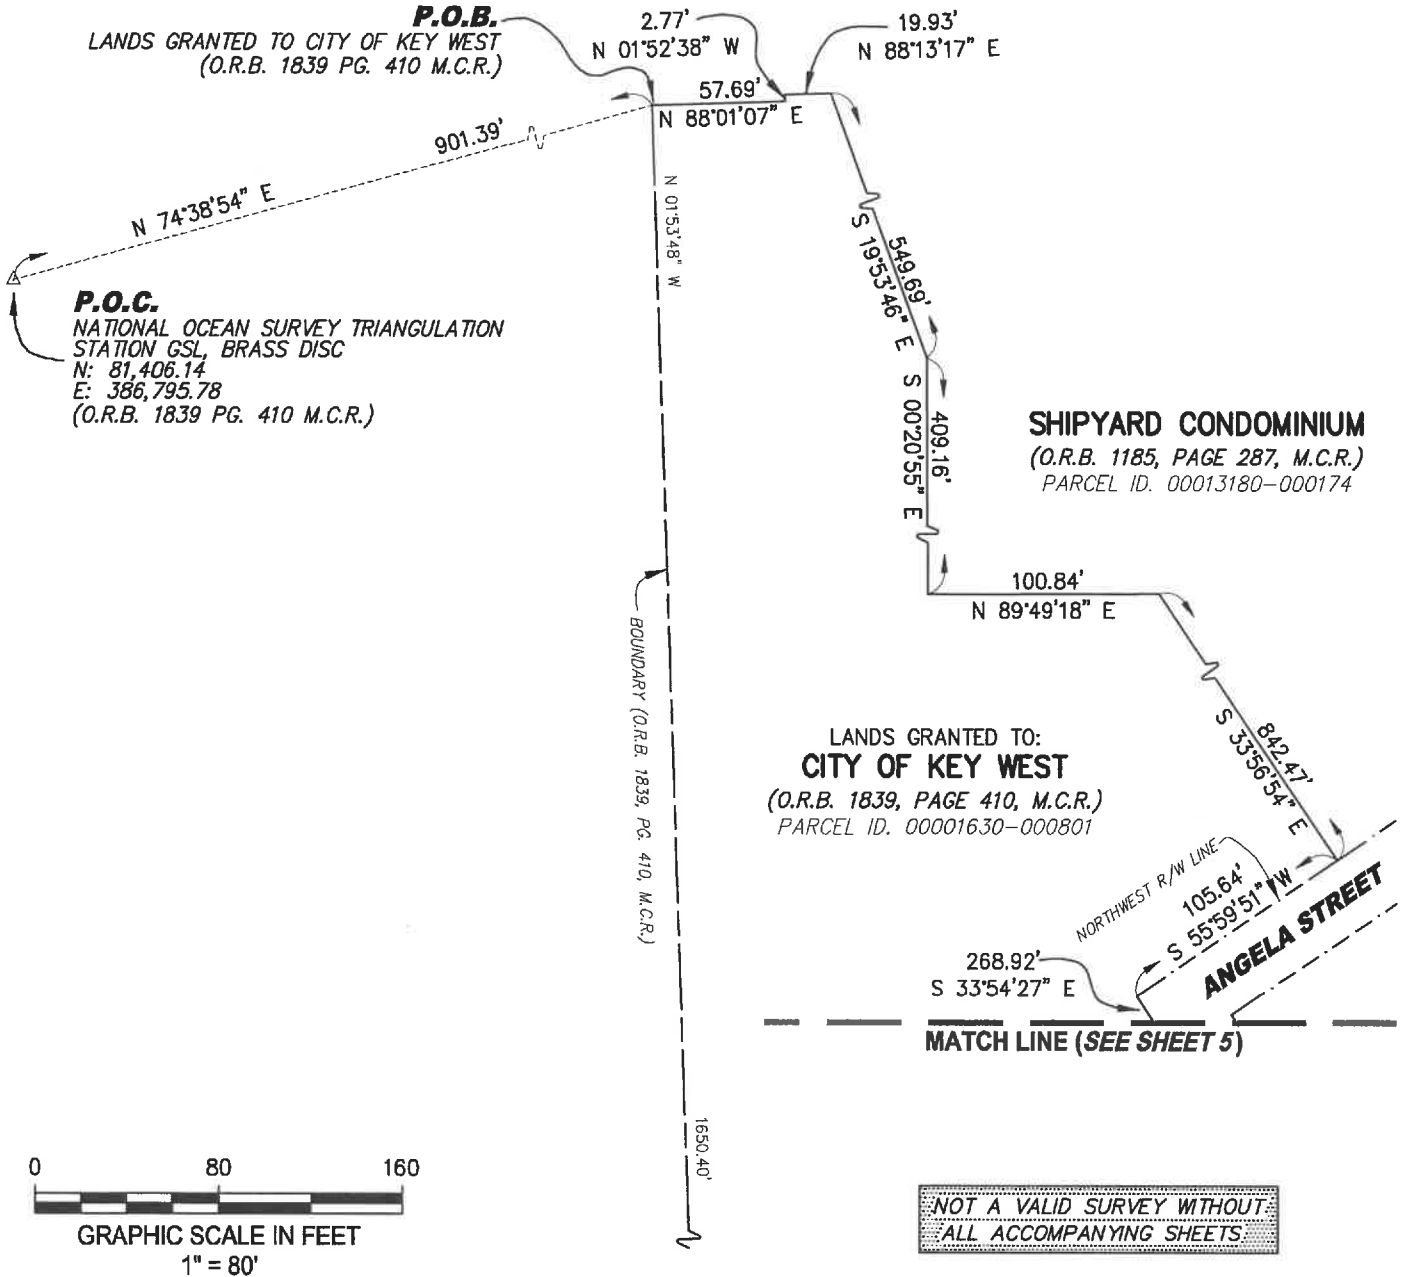 P.O.B.
LANDS GRANTED TO CITY OF KEY WEST
(O.R.B. 1839 PG. 410 M.C.R.)
2.77'
N 01°52'38" W
19.93'
N 88°13'17" E
57.69'
N 88°01'07" E
901.39'
N 74°38'54" E
P.O.C.
NATIONAL OCEAN SURVEY TRIANGULATION
STATION GSL, BRASS DISC
N: 81,406.14
E: 386,795.78
(O.R.B. 1839 PG. 410 M.C.R.)
N 01°53'48" W
549.69'
S 19°53'46" E
409.16'
S 00°20'55" E
SHIPYARD CONDOMINIUM
(O.R.B. 1185, PAGE 287, M.C.R.)
PARCEL ID. 00013180-000174
100.84'
N 89°49'18" E
BOUNDARY (O.R.B. 1839, PG. 410, M.C.R.)
842.47'
S 33°56'54" E
LANDS GRANTED TO:
CITY OF KEY WEST
(O.R.B. 1839, PAGE 410, M.C.R.)
PARCEL ID. 00001630-000801
NORTHWEST R/W LINE
105.64'
S 55°59'51" W
ANGELA STREET
268.92'
S 33°54'27" E
MATCH LINE (SEE SHEET 5)
1650.40'
0 80 160
GRAPHIC SCALE IN FEET
1" = 80'
NOT A VALID SURVEY WITHOUT
ALL ACCOMPANYING SHEETS